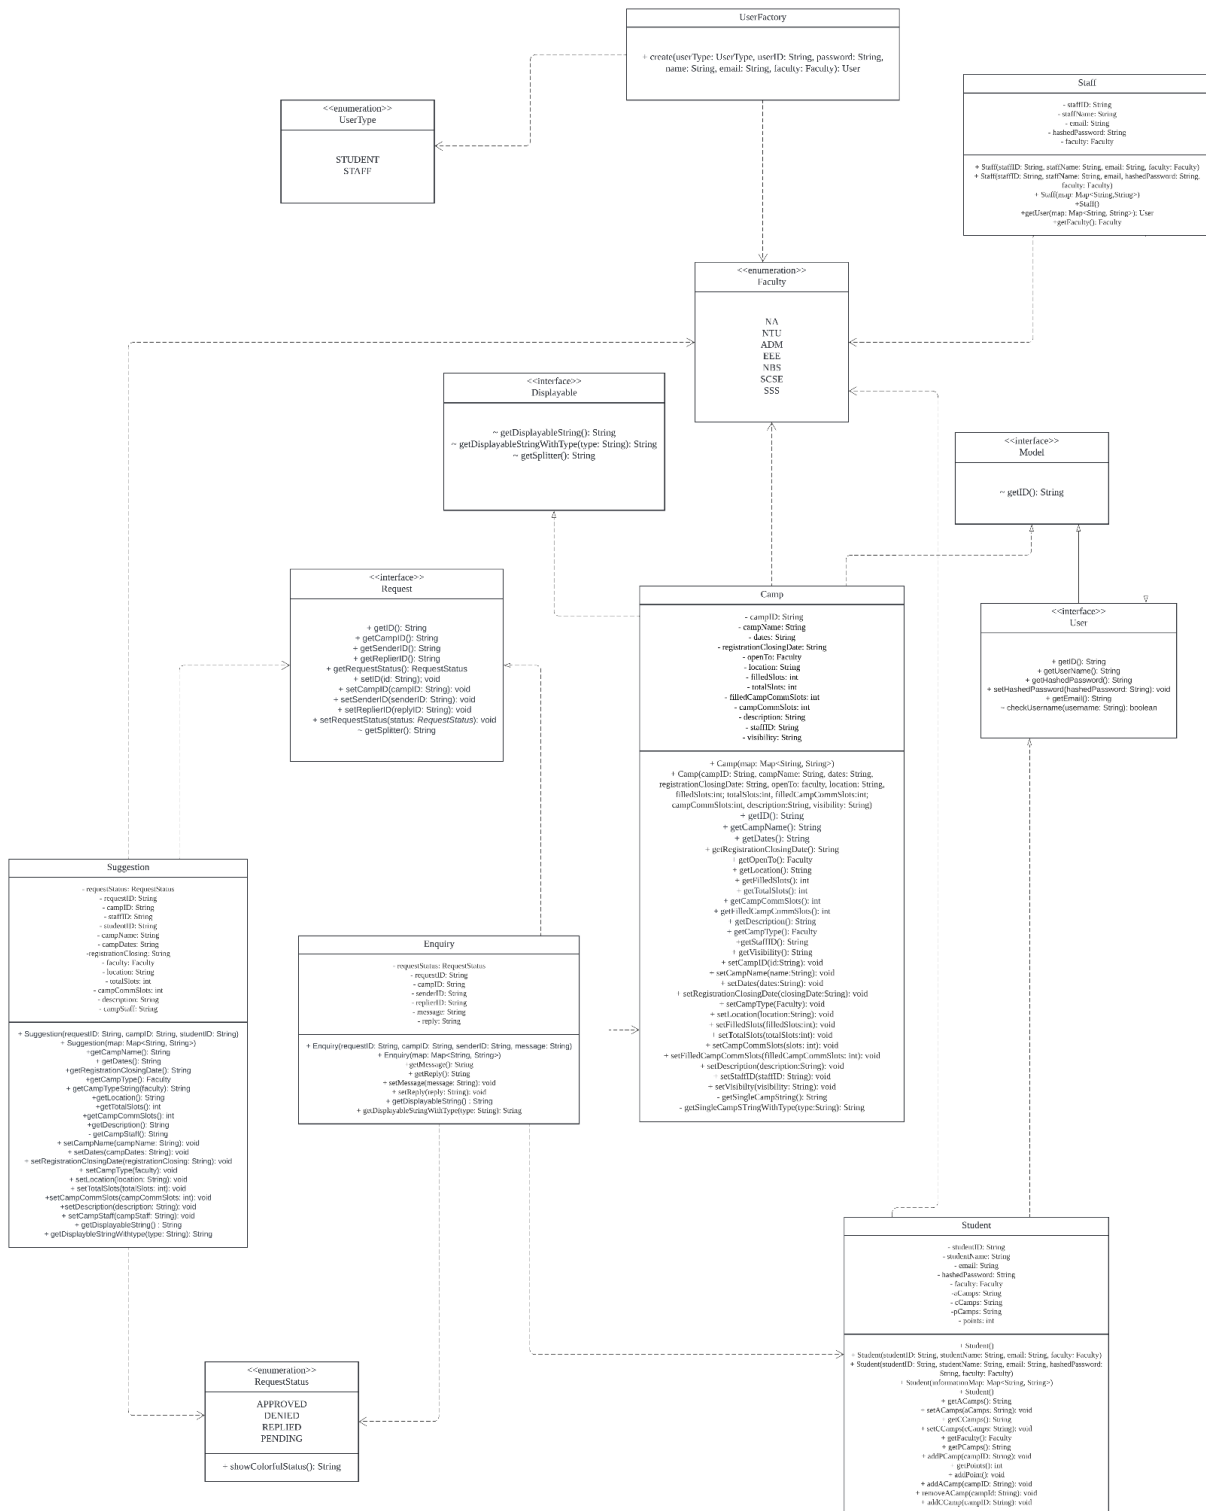 UserFactory
+ create(userType: UserType, userID: String, password: String,
name: String, email: String, faculty: Faculty): User
<<enumeration>>
UserType
STUDENT
STAFF
Staff
- staffID: String
- staffName: String
- email: String
- hashedPassword: String
- faculty: Faculty
+ Staff(staffID: String, staffName: String, email: String, faculty: Faculty)
+ Staff(staffID: String, staffName: String, email, hashedPassword: String,
faculty: Faculty)
+ Staff(map: Map<String,String>)
+Staff()
+getUser(map: Map<String, String>): User
+getFaculty(): Faculty
<<enumeration>>
Faculty
NA
NTU
ADM
EEE
NBS
SCSE
SSS
<<interface>>
Displayable
~ getDisplayableString(): String
~ getDisplayableStringWithType(type: String): String
~ getSplitter(): String
<<interface>>
Model
~ getID(): String
<<interface>>
Request
+ getID(): String
+ getCampID(): String
+ getSenderID(): String
+ getReplierID(): String
+ getRequestStatus(): RequestStatus
+ setID(id: String); void
+ setCampID(campID: String): void
+ setSenderID(senderID: String): void
+ setReplierID(replyID: String): void
+ setRequestStatus(status: RequestStatus): void
~ getSplitter(): String
Camp
- campID: String
- campName: String
- dates: String
- registrationClosingDate: String
- openTo: Faculty
- location: String
- filledSlots: int
- totalSlots: int
- filledCampCommSlots: int
- campCommSlots: int
- description: String
- staffID: String
- visibility: String
+ Camp(map: Map<String, String>)
+ Camp(campID: String, campName: String, dates: String,
registrationClosingDate: String, openTo: faculty, location: String,
filledSlots:int; totalSlots:int, filledCampCommSlots:int;
campCommSlots:int, description:String, visibility: String)
+ getID(): String
+ getCampName(): String
+ getDates(): String
+ getRegistrationClosingDate(): String
+ getOpenTo(): Faculty
+ getLocation(): String
+ getFilledSlots(): int
+ getTotalSlots(): int
+ getCampCommSlots(): int
+ getFilledCampCommSlots(): int
+ getDescription(): String
+ getCampType(): Faculty
+getStaffID(): String
+ getVisibility(): String
+ setCampID(id:String): void
+ setCampName(name:String): void
+ setDates(dates:String): void
+ setRegistrationClosingDate(closingDate:String): void
+ setCampType(Faculty): void
+ setLocation(location:String): void
+ setFilledSlots(filledSlots:int): void
+ setTotalSlots(totalSlots:int): void
+ setCampCommSlots(slots: int): void
+ setFilledCampCommSlots(filledCampCommSlots: int): void
+ setDescription(description:String): void
+ setStaffID(staffID: String): void
+ setVisibilty(visibility: String): void
- getSingleCampString(): String
- getSingleCampSTringWithType(type:String): String
<<interface>>
User
+ getID(): String
+ getUserName(): String
+ getHashedPassword(): String
+ setHashedPassword(hashedPassword: String): void
+ getEmail(): String
~ checkUsername(username: String): boolean
Suggestion
- requestStatus: RequestStatus
- requestID: String
- campID: String
- staffID: String
- studentID: String
- campName: String
- campDates: String
-registrationClosing: String
- faculty: Faculty
- location: String
- totalSlots: int
- campCommSlots: int
- description: String
- campStaff: String
+ Suggestion(requestID: String, campID: String, studentID: String)
+ Suggestion(map: Map<String, String>)
+getCampName(): String
+ getDates(): String
+getRegistrationClosingDate(): String
+getCampType(): Faculty
+ getCampTypeString(faculty): String
+getLocation(): String
+getTotalSlots(): int
+getCampCommSlots(): int
+getDescription(): String
- getCampStaff(): String
+ setCampName(campName: String): void
+ setDates(campDates: String): void
+ setRegistrationClosingDate(registrationClosing: String): void
+ setCampType(faculty): void
+ setLocation(location: String): void
+ setTotalSlots(totalSlots: int): void
+setCampCommSlots(campCommSlots: int): void
+setDescription(description: String): void
+ setCampStaff(campStaff: String): void
+ getDisplayableString() : String
+ getDisplaybleStringWithtype(type: String): String
Enquiry
- requestStatus: RequestStatus
- requestID: String
- campID: String
- senderID: String
- replierID: String
- message: String
- reply: String
+ Enquiry(requestID: String, campID: String, senderID: String, message: String)
+ Enquiry(map: Map<String, String>)
+getMessage(): String
+ getReply(): String
+ setMessage(message: String): void
+ setReply(reply: String): void
+ getDisplayableString() : String
+ getDisplayableStringWithType(type: String): String
Student
- studentID: String
- studentName: String
- email: String
- hashedPassword: String
- faculty: Faculty
-aCamps: String
- cCamps: String
-pCamps: String
- points: int
+ Student()
+ Student(studentID: String, studentName: String, email: String, faculty: Faculty)
+ Student(studentID: String, studentName: String, email: String, hashedPassword:
String, faculty: Faculty)
+ Student(informationMap: Map<String, String>)
+ Student()
+ getACamps(): String
+ setACamps(aCamps: String): void
+ getCCamps(): String
+ setCCamps(cCamps: String): void
+ getFaculty(): Faculty
+ getPCamps(): String
+ addPCamp(campID: String): void
+ getPoints(): int
+ addPoint(): void
+ addACamp(campID: String): void
+ removeACamp(campId: String): void
+ addCCamp(campID: String): void
<<enumeration>>
RequestStatus
APPROVED
DENIED
REPLIED
PENDING
+ showColorfulStatus(): String